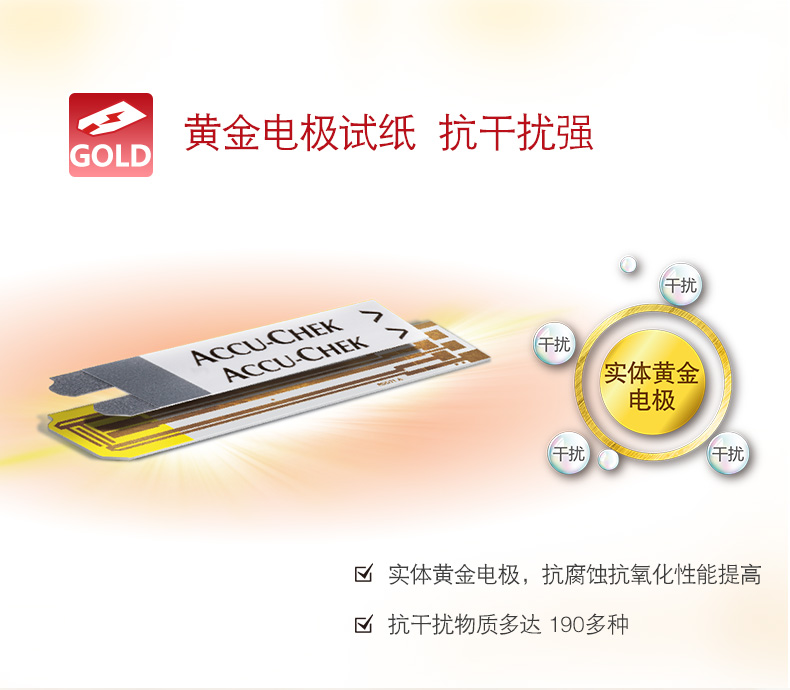 GOLD
黄金电极试纸 抗干扰强
ACCU-CHEK
ACCU-CHEK
干扰
干扰
实体黄金
电极
干扰
干扰
实体黄金电极，抗腐蚀抗氧化性能提高
抗干扰物质多达 190多种